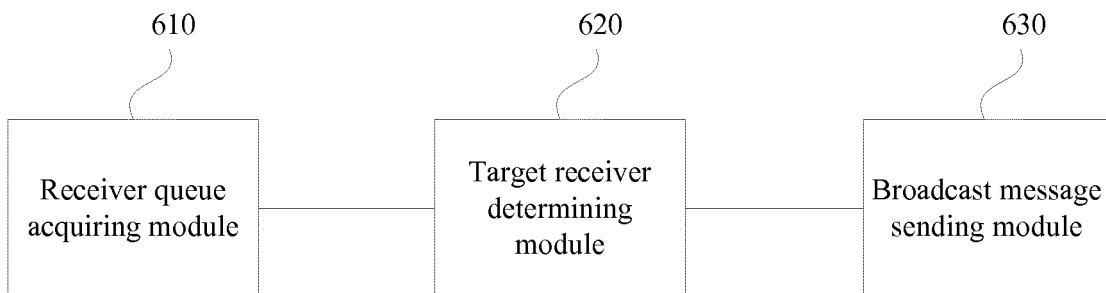 610
620
630
Receiver queue
acquiring module
Target receiver
determining
module
Broadcast message
sending module